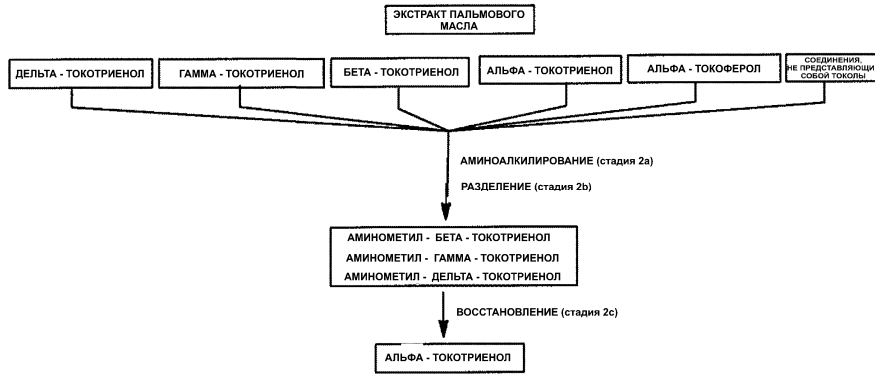 ЭКСТРАКТ ПАЛЬМОВОГО
МАСЛА
ДЕЛЬТА - ТОКОТРИЕНОЛ
ГАММА - ТОКОТРИЕНОЛ
БЕТА - ТОКОТРИЕНОЛ
АЛЬФА - ТОКОТРИЕНОЛ
АЛЬФА - ТОКОФЕРОЛ
СОЕДИНЕНИЯ,
НЕ ПРЕДСТАВЛЯЮЩИ
СОБОЙ ТОКОЛЫ
АМИНОАЛКИЛИРОВАНИЕ (стадия 2a)
РАЗДЕЛЕНИЕ (стадия 2b)
АМИНОМЕТИЛ - БЕТА - ТОКОТРИЕНОЛ
АМИНОМЕТИЛ - ГАММА - ТОКОТРИЕНОЛ
АМИНОМЕТИЛ - ДЕЛЬТА - ТОКОТРИЕНОЛ
ВОССТАНОВЛЕНИЕ (стадия 2c)
АЛЬФА - ТОКОТРИЕНОЛ